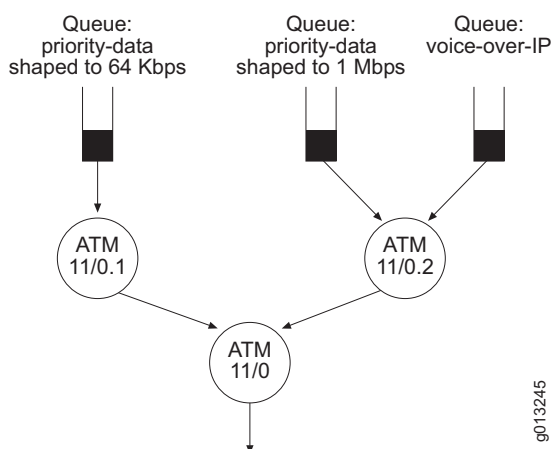 Queue:
priority-data
shaped to 64 Kbps
Queue:
priority-data
shaped to 1 Mbps
Queue:
voice-over-IP
ATM
11/0.1
ATM
11/0.2
ATM
11/0
g013245